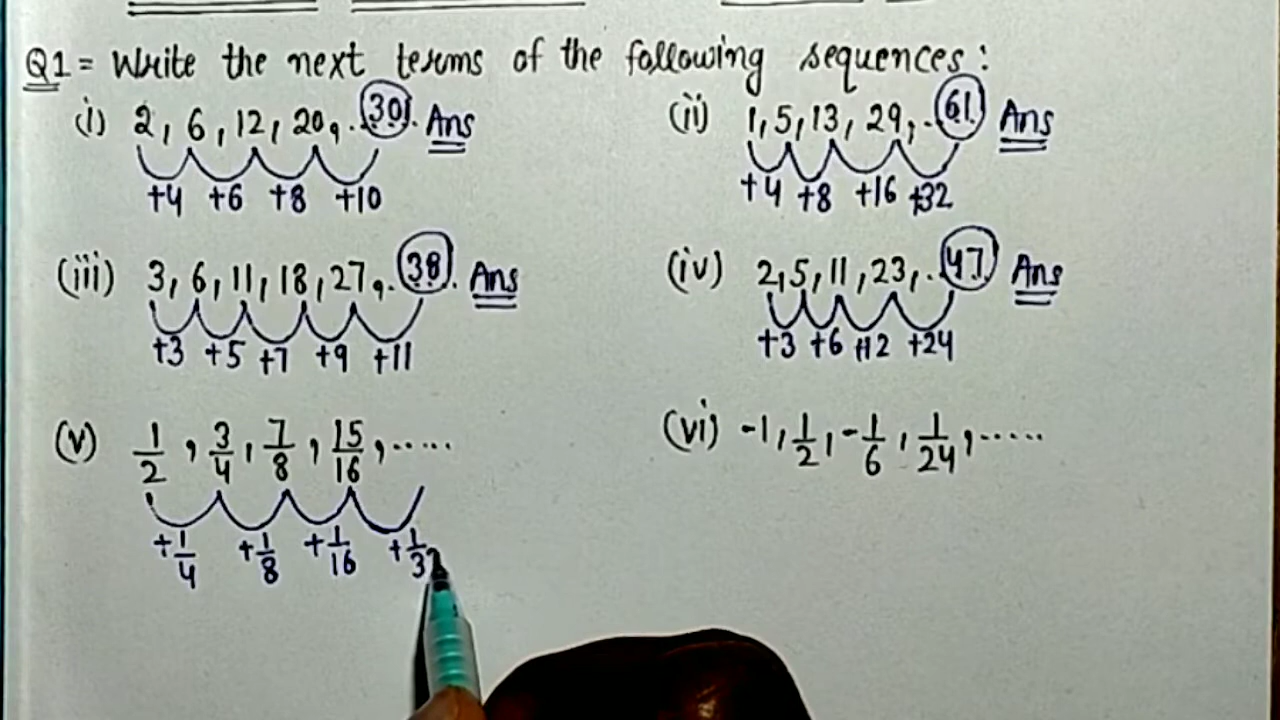 Q1 = Write the next terms of the following sequences :
(i) 2, 6, 12, 20, .30. Ans
+4 +6 +8 +10
(ii) 1, 5, 13, 29, .61. Ans
+4 +8 +16 +32
(iii) 3, 6, 11, 18, 27, .38. Ans
+3 +5 +7 +9 +11
(iv) 2, 5, 11, 23, .47. Ans
+3 +6 +12 +24
(v) 1/2, 3/4, 7/8, 15/16, .....
+1/4 +1/8 +1/16 +1/32
(vi) -1, 1/2, -1/6, 1/24, .....